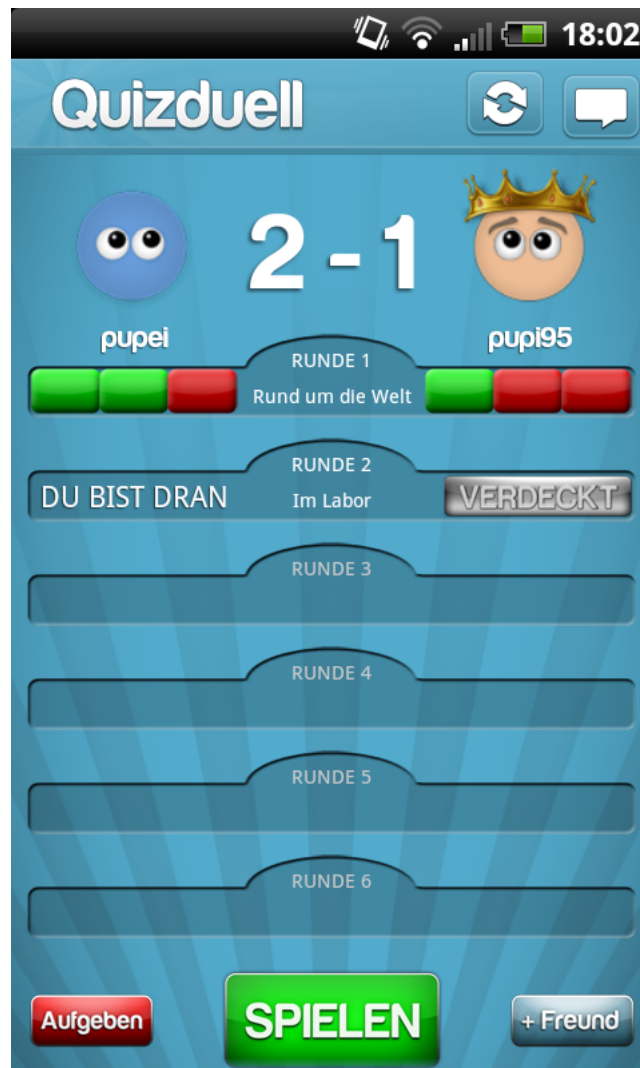 18:02
Quizduell
2 - 1
pupei
pupi95
RUNDE 1
Rund um die Welt
RUNDE 2
DU BIST DRAN
Im Labor
VERDECKT
RUNDE 3
RUNDE 4
RUNDE 5
RUNDE 6
Aufgeben
SPIELEN
+ Freund